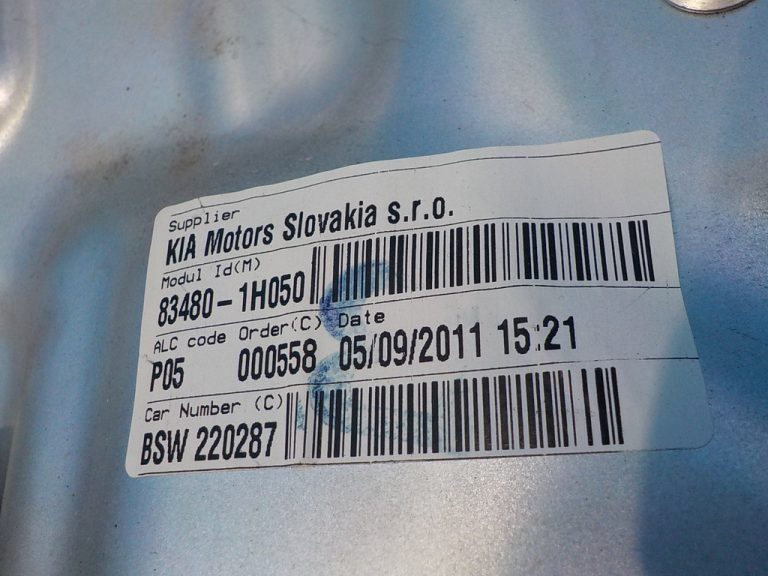 Supplier
KIA Motors Slovakia s.r.o.
Modul Id(M)
83480-1H050
ALC code Order(C) Date
P05 000558 05/09/2011 15:21
Car Number (C)
BSW 220287